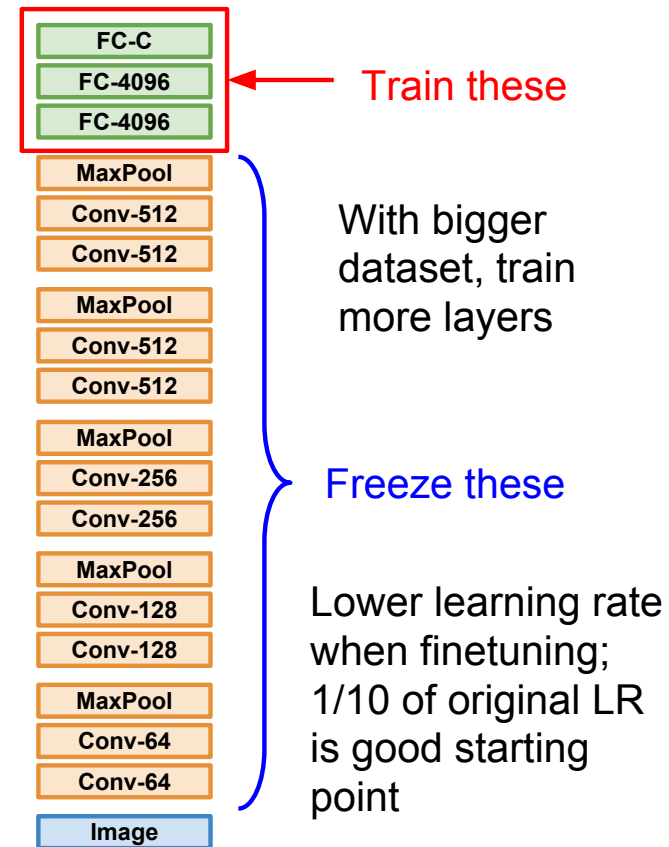 FC-C
FC-4096
FC-4096
Train these
MaxPool
Conv-512
Conv-512
MaxPool
Conv-512
Conv-512
MaxPool
Conv-256
Conv-256
MaxPool
Conv-128
Conv-128
MaxPool
Conv-64
Conv-64
Image
With bigger
dataset, train
more layers
Freeze these
Lower learning rate
when finetuning;
1/10 of original LR
is good starting
point